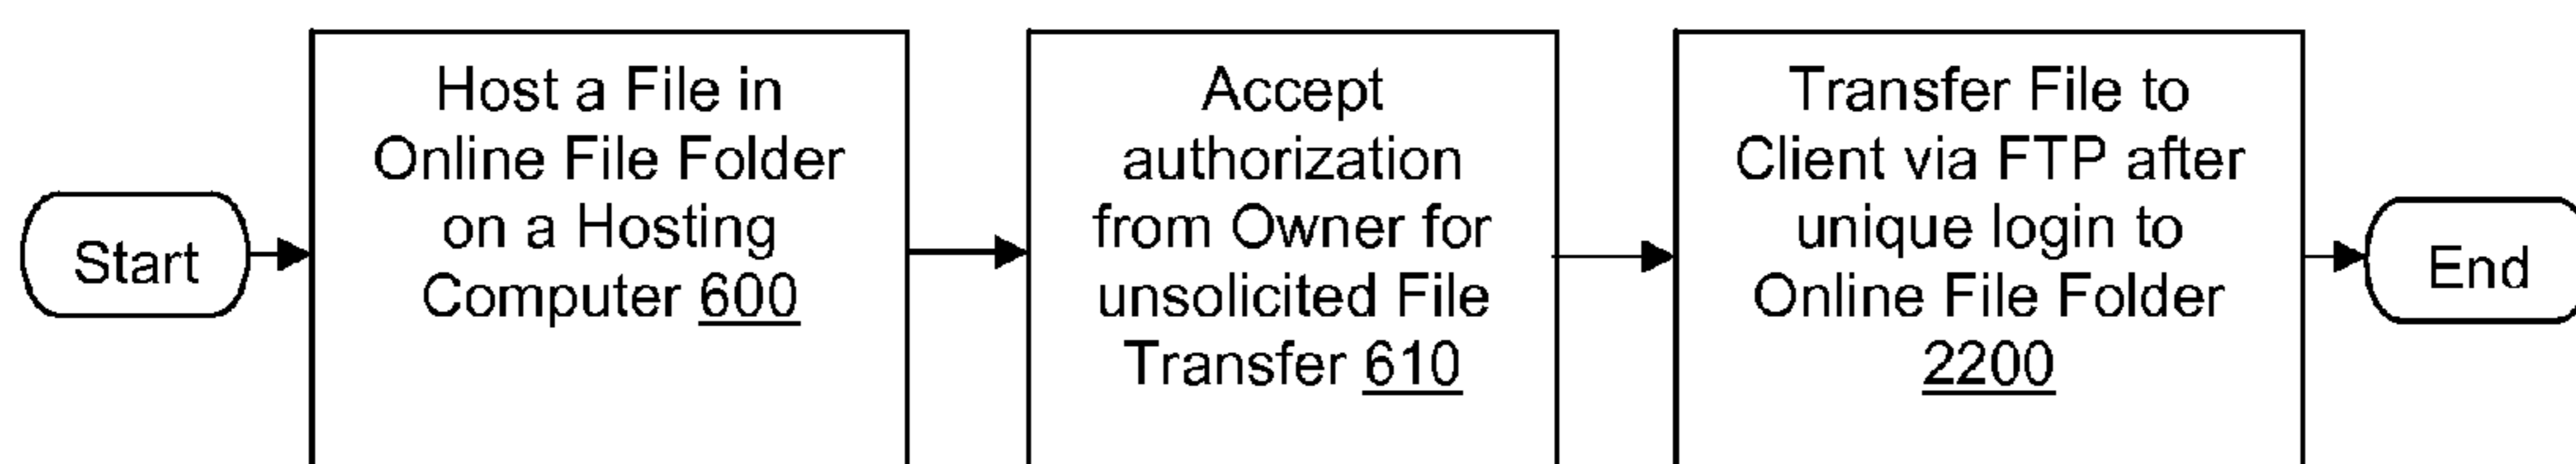 Start
Host a File in
Online File Folder
on a Hosting
Computer 600
Accept
authorization
from Owner for
unsolicited File
Transfer 610
Transfer File to
Client via FTP after
unique login to
Online File Folder
2200
End